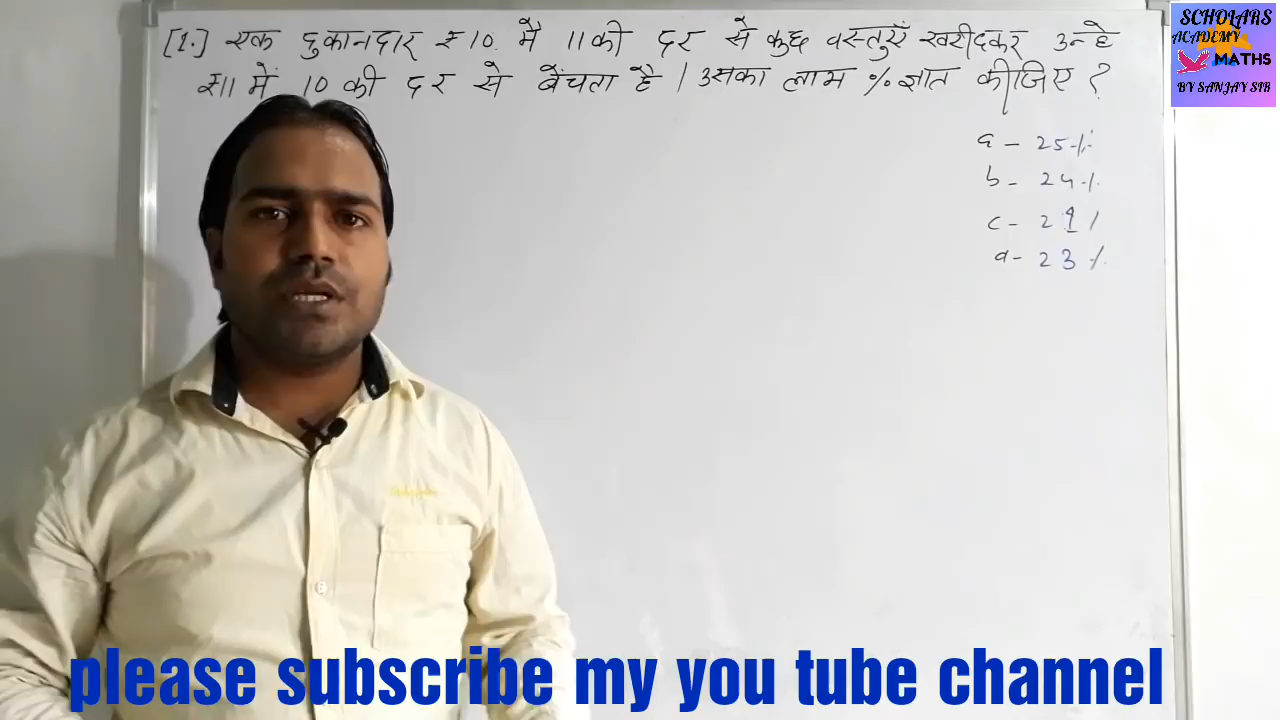 [1.] एक दुकानदार ₹10 में 11 की दर से कुछ वस्तुएँ खरीदकर उन्हे
₹11 में 10 की दर से बेंचता है । उसका लाभ % ज्ञात कीजिए ?
a - 25%
b - 24%
c - 21%
d - 23%
SCHOLARS
ACADEMY
MATHS
BY SANJAY SIR
please subscribe my you tube channel